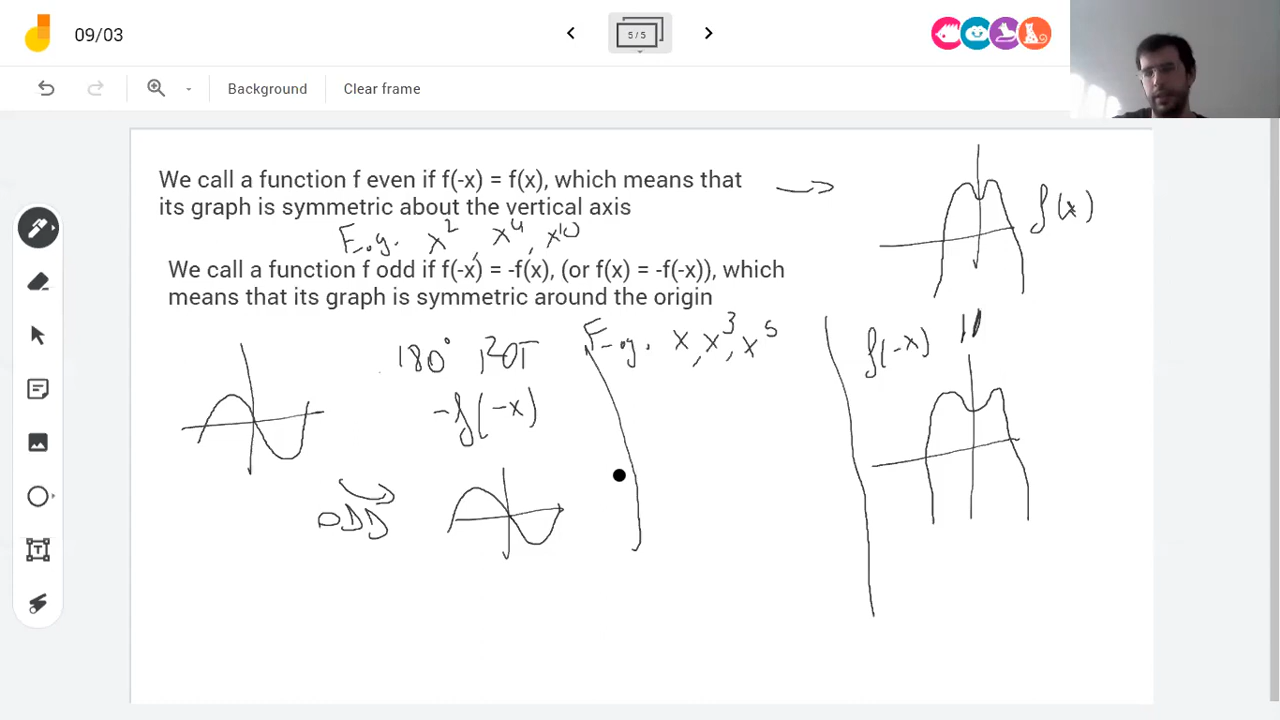 09/03
5/5
Background
Clear frame
We call a function f even if f(-x) = f(x), which means that
its graph is symmetric about the vertical axis
E.g. x², x⁴, x¹⁰
f(x)
We call a function f odd if f(-x) = -f(x), (or f(x) = -f(-x)), which
means that its graph is symmetric around the origin
180° ROT
E.g. x, x³, x⁵
f(-x)
-f(-x)
ODD